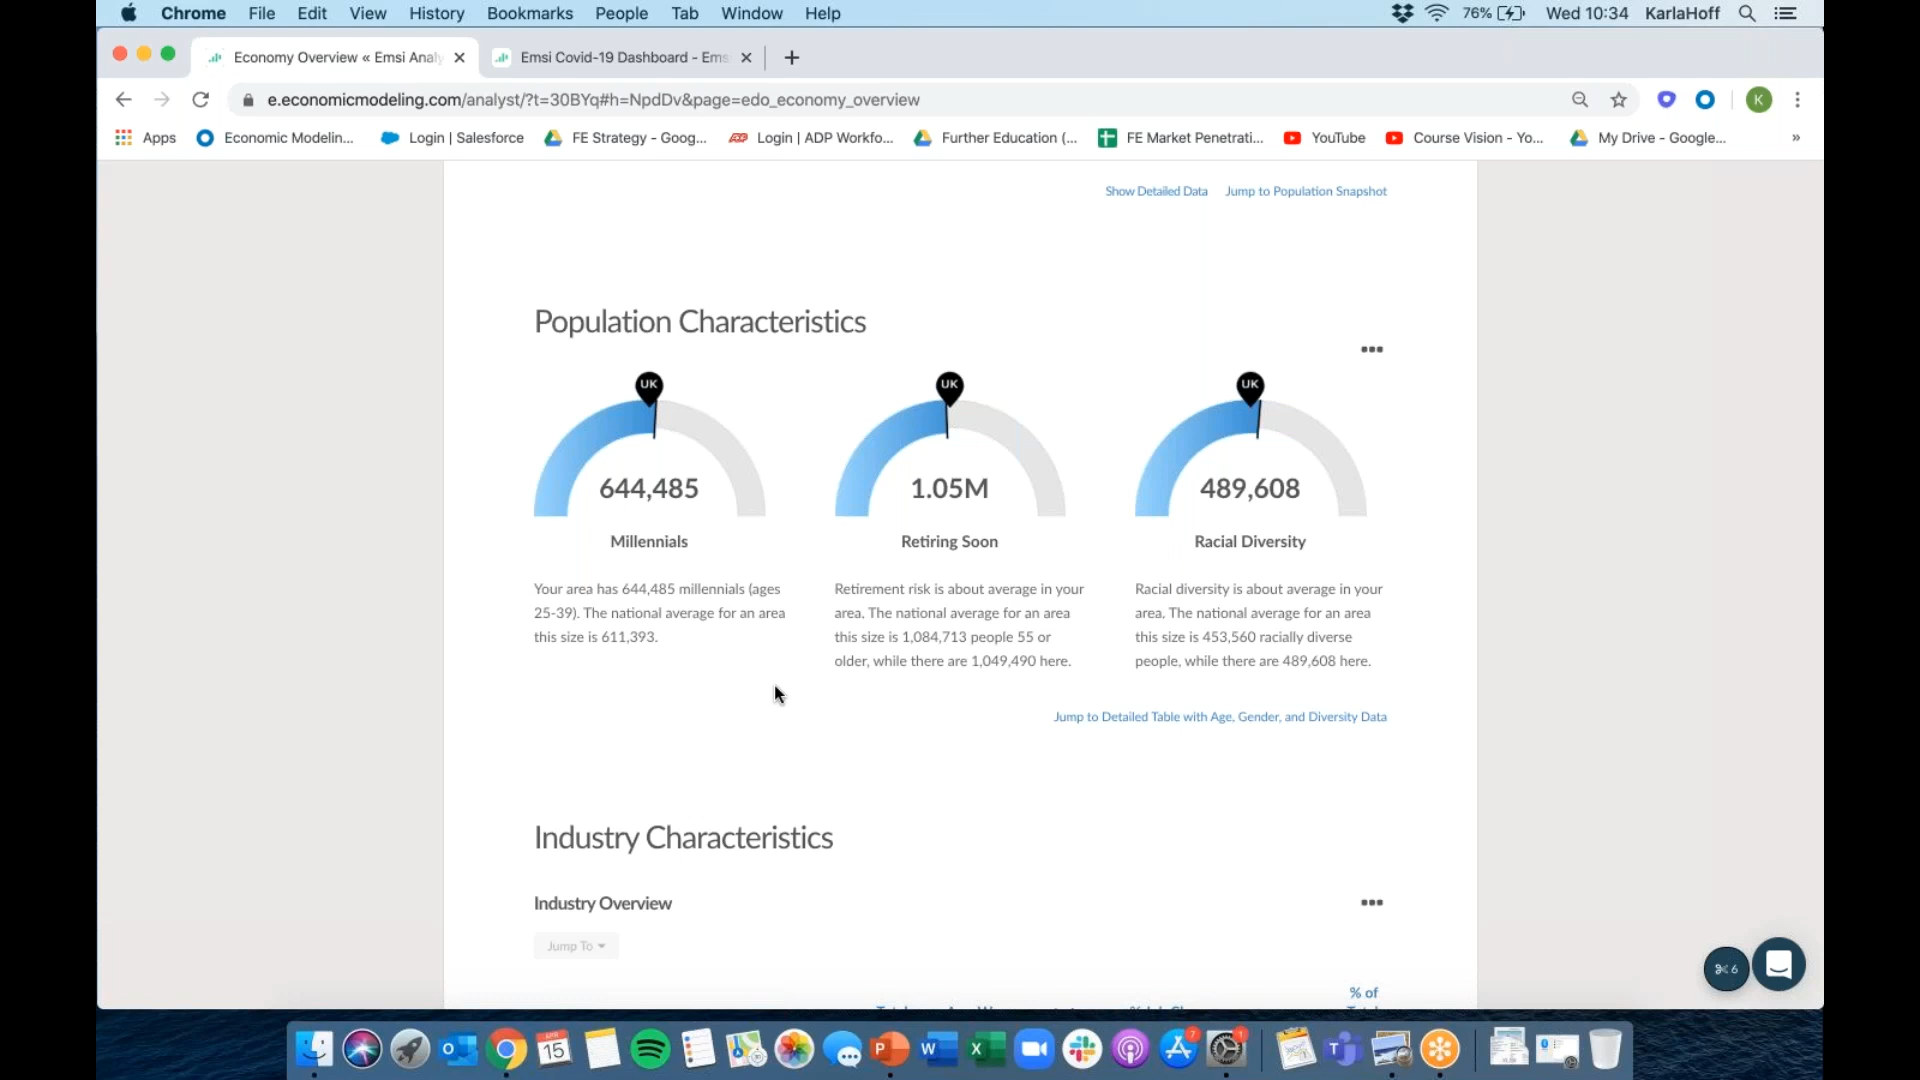 Chrome File Edit View History Bookmarks People Tab Window Help 76% Wed 10:34 KarlaHoff
Economy Overview « Emsi Analy Emsi Covid-19 Dashboard - Ems
e.economicmodeling.com/analyst/?t=30BYq#h=NpdDv&page=edo_economy_overview K
Apps Economic Modelin... Login | Salesforce FE Strategy - Goog... Login | ADP Workfo... Further Education (... FE Market Penetrati... YouTube Course Vision - Yo... My Drive - Google... »
Show Detailed Data Jump to Population Snapshot
Population Characteristics
UK UK UK
644,485 1.05M 489,608
Millennials Retiring Soon Racial Diversity
Your area has 644,485 millennials (ages
25-39). The national average for an area
this size is 611,393.
Retirement risk is about average in your
area. The national average for an area
this size is 1,084,713 people 55 or
older, while there are 1,049,490 here.
Racial diversity is about average in your
area. The national average for an area
this size is 453,560 racially diverse
people, while there are 489,608 here.
Jump to Detailed Table with Age, Gender, and Diversity Data
Industry Characteristics
Industry Overview
Jump To
6
% of
APR
15
7
1